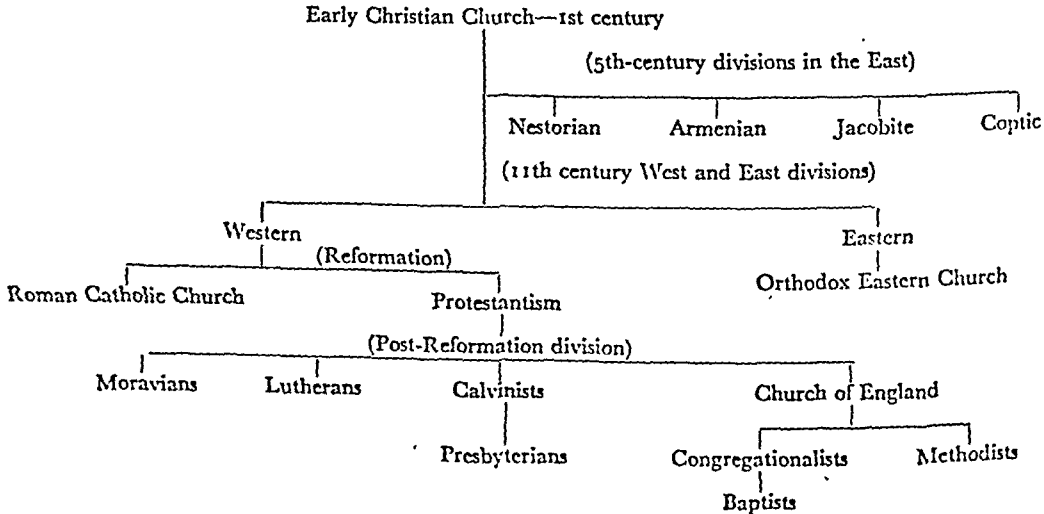 Early Christian Church—1st century
(5th-century divisions in the East)
Nestorian Armenian Jacobite Coptic
(11th century West and East divisions)
Western Eastern
(Reformation)
Roman Catholic Church Protestantism Orthodox Eastern Church
(Post-Reformation division)
Moravians Lutherans Calvinists Church of England
Presbyterians Congregationalists Methodists
Baptists